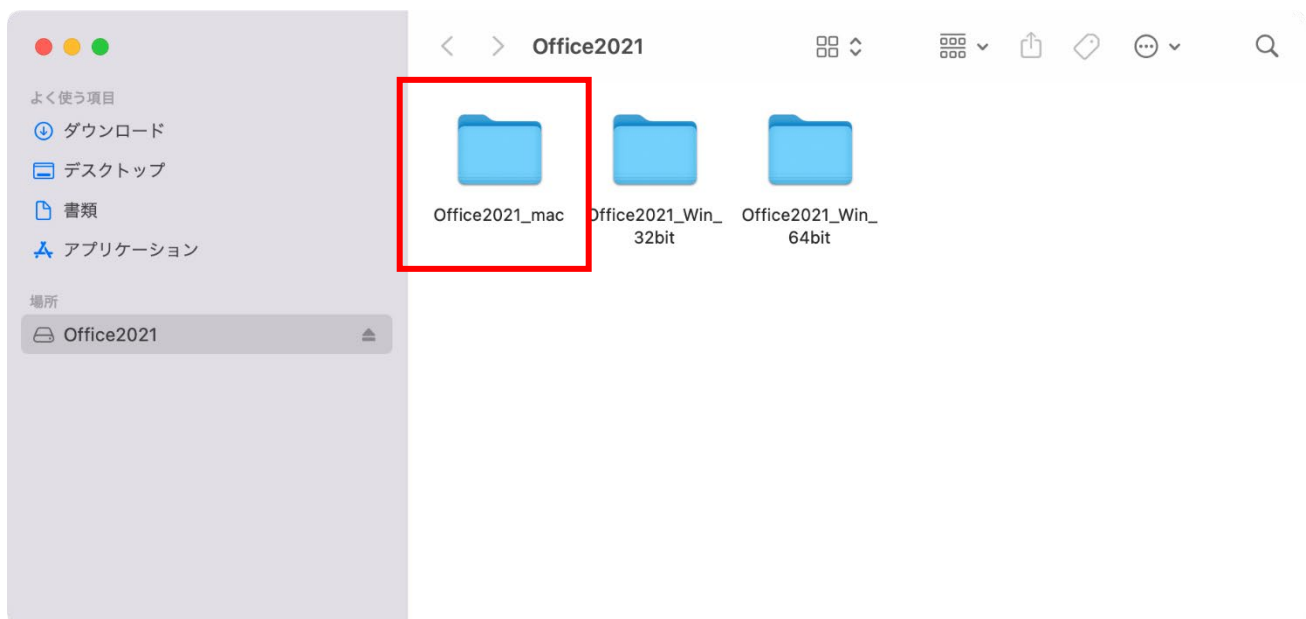 Office2021
よく使う項目
ダウンロード
デスクトップ
書類
アプリケーション
場所
Office2021
Office2021_mac
Office2021_Win_
32bit
Office2021_Win_
64bit